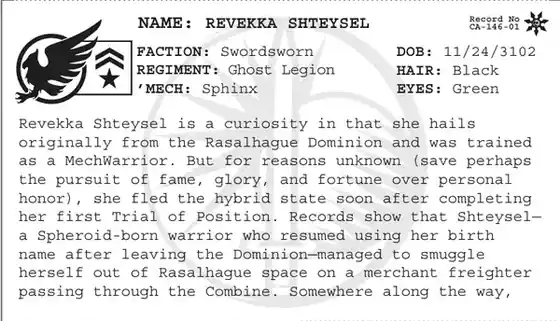 NAME: REVEKKA SHTEYSEL
Record No
CA-146-01
FACTION: Swordsworn
DOB: 11/24/3102
REGIMENT: Ghost Legion
HAIR: Black
'MECH: Sphinx
EYES: Green
Revekka Shteysel is a curiosity in that she hails
originally from the Rasalhague Dominion and was trained
as a MechWarrior. But for reasons unknown (save perhaps
the pursuit of fame, glory, and fortune over personal
honor), she fled the hybrid state soon after completing
her first Trial of Position. Records show that Shteysel—
a Spheroid-born warrior who resumed using her birth
name after leaving the Dominion—managed to smuggle
herself out of Rasalhague space on a merchant freighter
passing through the Combine. Somewhere along the way,